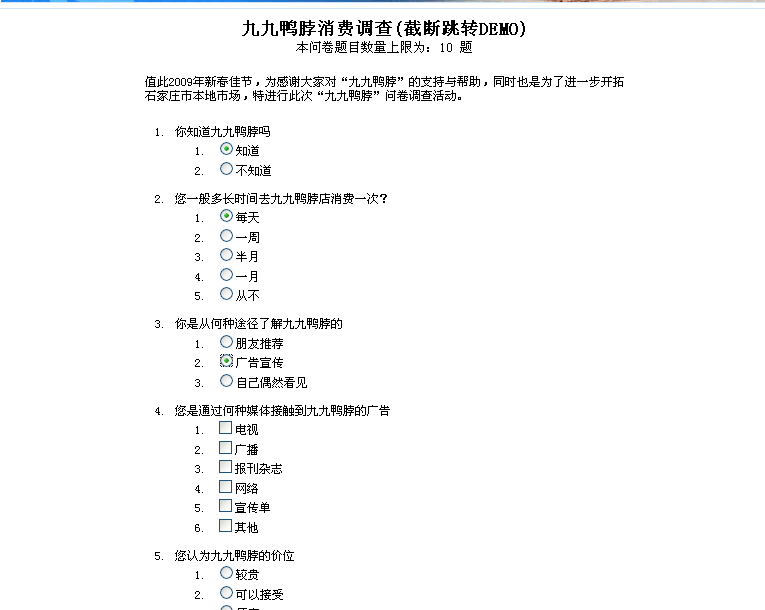 九九鸭脖消费调查(截断跳转DEMO)
本问卷题目数量上限为：10 题
值此2009年新春佳节，为感谢大家对“九九鸭脖”的支持与帮助，同时也是为了进一步开拓
石家庄市本地市场，特进行此次“九九鸭脖”问卷调查活动。
1. 你知道九九鸭脖吗
1. 知道
2. 不知道
2. 您一般多长时间去九九鸭脖店消费一次?
1. 每天
2. 一周
3. 半月
4. 一月
5. 从不
3. 你是从何种途径了解九九鸭脖的
1. 朋友推荐
2. 广告宣传
3. 自己偶然看见
4. 您是通过何种媒体接触到九九鸭脖的广告
1. 电视
2. 广播
3. 报刊杂志
4. 网络
5. 宣传单
6. 其他
5. 您认为九九鸭脖的价位
1. 较贵
2. 可以接受